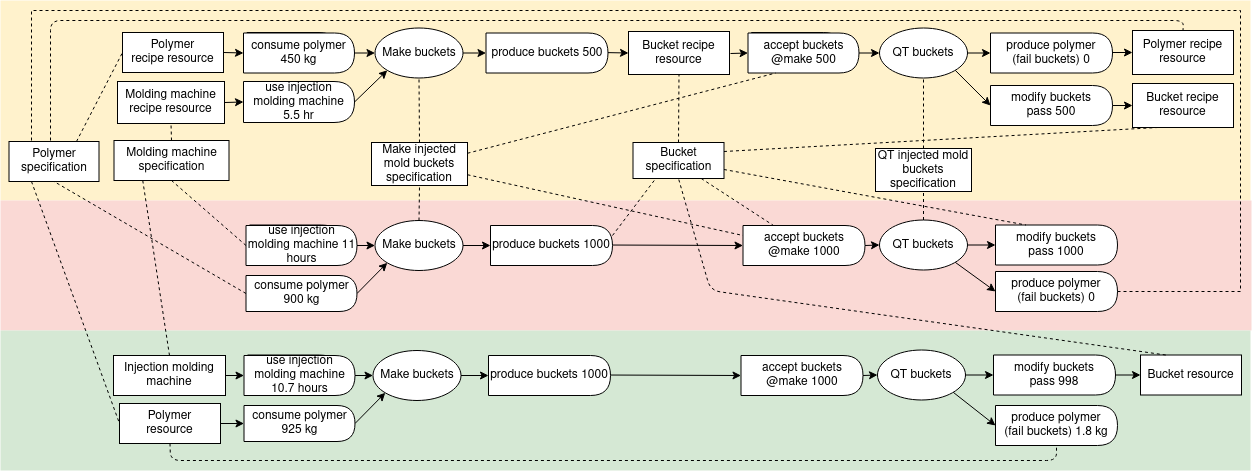 Polymer
recipe resource
consume polymer
450 kg
Make buckets
produce buckets 500
Bucket recipe
resource
accept buckets
@make 500
QT buckets
produce polymer
(fail buckets) 0
Polymer recipe
resource
Molding machine
recipe resource
use injection
molding machine
5.5 hr
modify buckets
pass 500
Bucket recipe
resource
Polymer
specification
Molding machine
specification
Make injected
mold buckets
specification
Bucket
specification
QT injected mold
buckets
specification
use injection
molding machine 11
hours
Make buckets
produce buckets 1000
accept buckets
@make 1000
QT buckets
modify buckets
pass 1000
consume polymer
900 kg
produce polymer
(fail buckets) 0
Injection molding
machine
use injection
molding machine
10.7 hours
Make buckets
produce buckets 1000
accept buckets
@make 1000
QT buckets
modify buckets
pass 998
Bucket resource
Polymer
resource
consume polymer
925 kg
produce polymer
(fail buckets) 1.8 kg